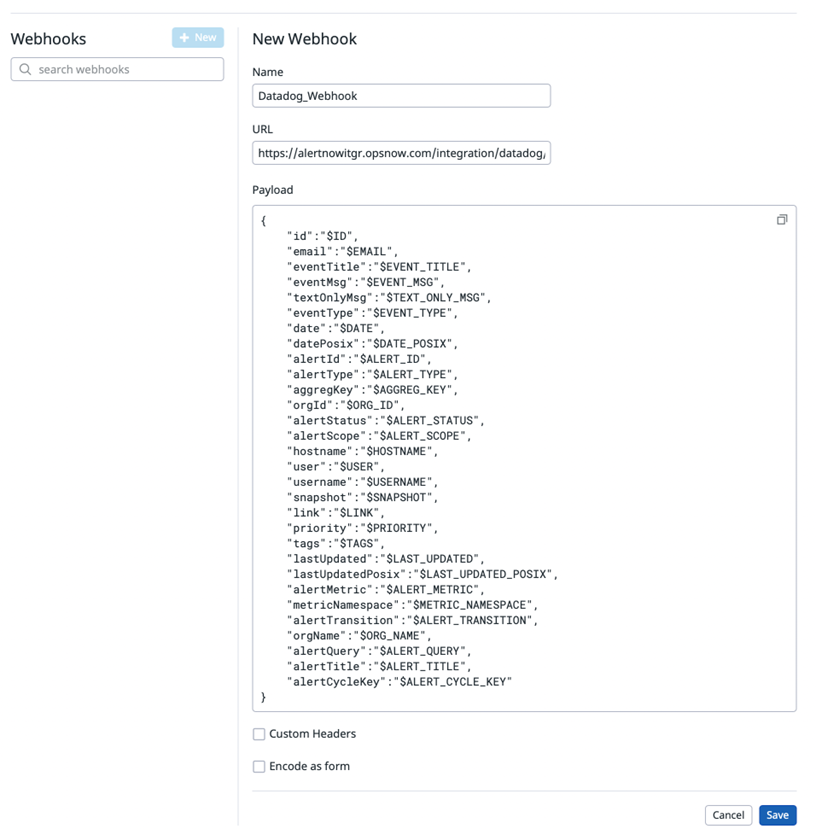 Webhooks
+ New
search webhooks
New Webhook
Name
Datadog_Webhook
URL
https://alertnowitgr.opsnow.com/integration/datadog,
Payload
{
"id":"$ID",
"email":"$EMAIL",
"eventTitle":"$EVENT_TITLE",
"eventMsg":"$EVENT_MSG",
"textOnlyMsg":"$TEXT_ONLY_MSG",
"eventType":"$EVENT_TYPE",
"date":"$DATE",
"datePosix":"$DATE_POSIX",
"alertId":"$ALERT_ID",
"alertType":"$ALERT_TYPE",
"aggregKey":"$AGGREG_KEY",
"orgId":"$ORG_ID",
"alertStatus":"$ALERT_STATUS",
"alertScope":"$ALERT_SCOPE",
"hostname":"$HOSTNAME",
"user":"$USER",
"username":"$USERNAME",
"snapshot":"$SNAPSHOT",
"link":"$LINK",
"priority":"$PRIORITY",
"tags":"$TAGS",
"lastUpdated":"$LAST_UPDATED",
"lastUpdatedPosix":"$LAST_UPDATED_POSIX",
"alertMetric":"$ALERT_METRIC",
"metricNamespace":"$METRIC_NAMESPACE",
"alertTransition":"$ALERT_TRANSITION",
"orgName":"$ORG_NAME",
"alertQuery":"$ALERT_QUERY",
"alertTitle":"$ALERT_TITLE",
"alertCycleKey":"$ALERT_CYCLE_KEY"
}
Custom Headers
Encode as form
Cancel
Save